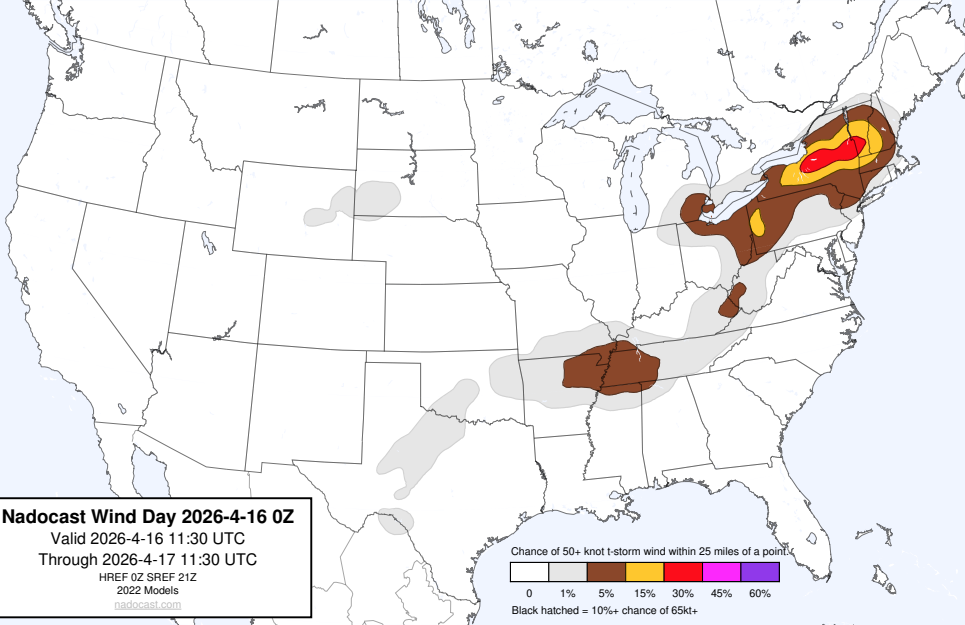 Nadocast Wind Day 2026-4-16 0Z
Valid 2026-4-16 11:30 UTC
Through 2026-4-17 11:30 UTC
HREF 0Z SREF 21Z
2022 Models
nadocast.com
Chance of 50+ knot t-storm wind within 25 miles of a point.
0 1% 5% 15% 30% 45% 60%
Black hatched = 10%+ chance of 65kt+